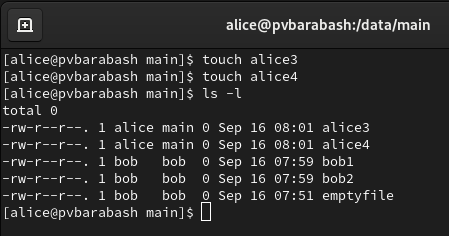 alice@pvbarabash:/data/main
[alice@pvbarabash main]$ touch alice3
[alice@pvbarabash main]$ touch alice4
[alice@pvbarabash main]$ ls -l
total 0
-rw-r--r--. 1 alice main 0 Sep 16 08:01 alice3
-rw-r--r--. 1 alice main 0 Sep 16 08:01 alice4
-rw-r--r--. 1 bob   bob  0 Sep 16 07:59 bob1
-rw-r--r--. 1 bob   bob  0 Sep 16 07:59 bob2
-rw-r--r--. 1 bob   bob  0 Sep 16 07:51 emptyfile
[alice@pvbarabash main]$